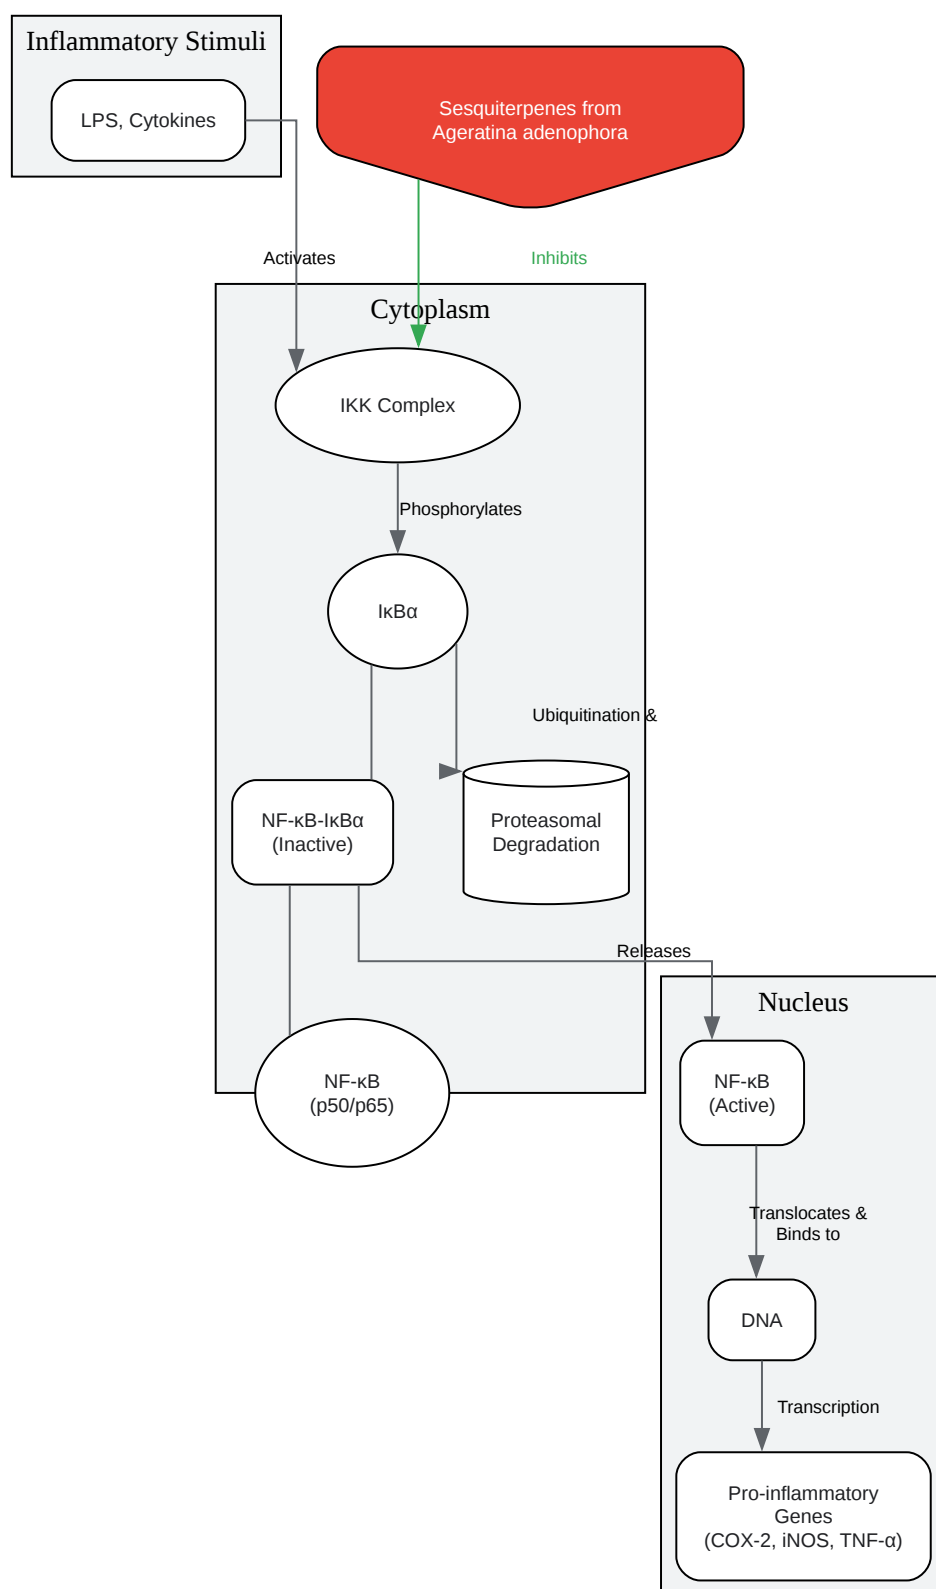 Inflammatory Stimuli
LPS, Cytokines
Sesquiterpenes from
Ageratina adenophora
Activates
Inhibits
Cytoplasm
IKK Complex
Phosphorylates
IκBα
Ubiquitination &
NF-κB-IκBα
(Inactive)
Proteasomal
Degradation
Releases
Nucleus
NF-κB
(p50/p65)
NF-κB
(Active)
Translocates &
Binds to
DNA
Transcription
Pro-inflammatory
Genes
(COX-2, iNOS, TNF-α)